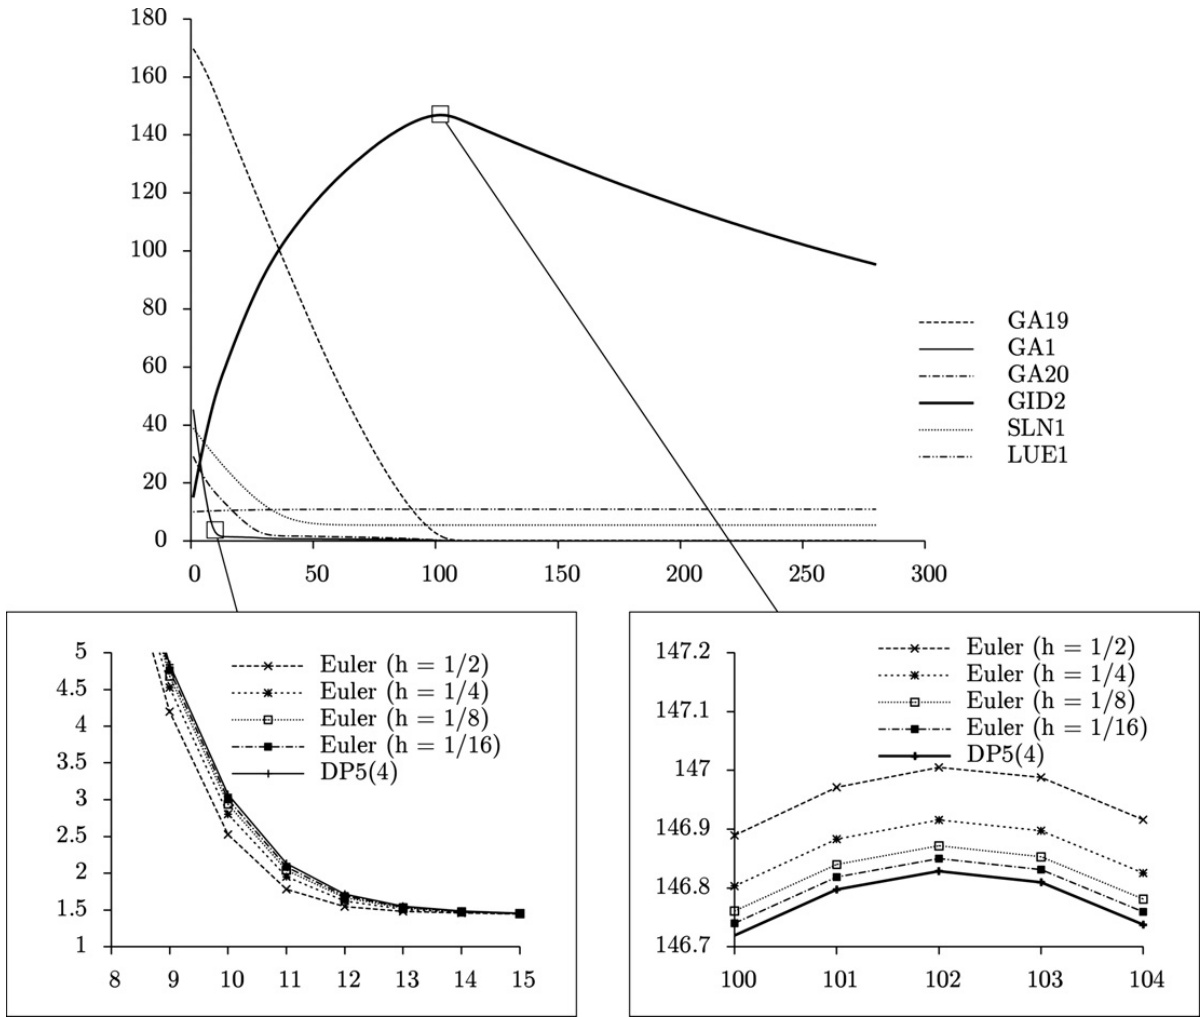 180
160
140
120
100
80
60
40
20
0
0 50 100 150 200 250 300
GA19
GA1
GA20
GID2
SLN1
LUE1
5
4.5
4
3.5
3
2.5
2
1.5
1
8 9 10 11 12 13 14 15
Euler (h = 1/2)
Euler (h = 1/4)
Euler (h = 1/8)
Euler (h = 1/16)
DP5(4)
147.2
147.1
147
146.9
146.8
146.7
100 101 102 103 104
Euler (h = 1/2)
Euler (h = 1/4)
Euler (h = 1/8)
Euler (h = 1/16)
DP5(4)